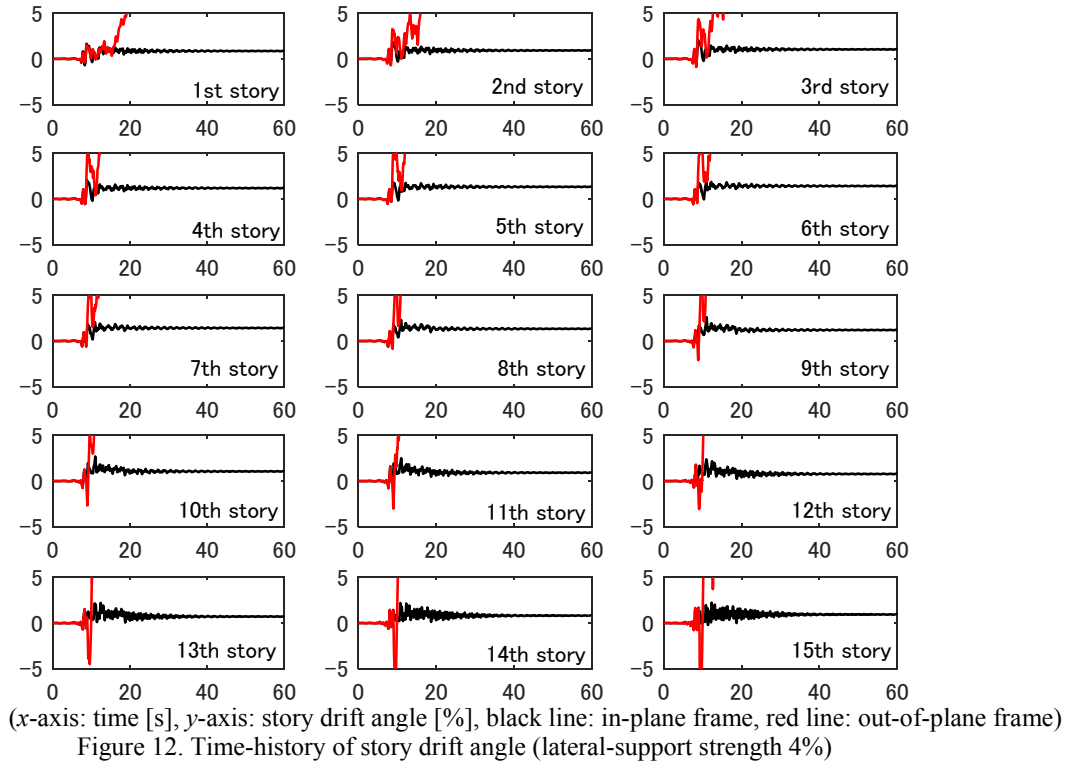 5
0
−5
1st story
0 20 40 60
5
0
−5
2nd story
0 20 40 60
5
0
−5
3rd story
0 20 40 60
5
0
−5
4th story
0 20 40 60
5
0
−5
5th story
0 20 40 60
5
0
−5
6th story
0 20 40 60
5
0
−5
7th story
0 20 40 60
5
0
−5
8th story
0 20 40 60
5
0
−5
9th story
0 20 40 60
5
0
−5
10th story
0 20 40 60
5
0
−5
11th story
0 20 40 60
5
0
−5
12th story
0 20 40 60
5
0
−5
13th story
0 20 40 60
5
0
−5
14th story
0 20 40 60
5
0
−5
15th story
0 20 40 60
(x-axis: time [s], y-axis: story drift angle [%], black line: in-plane frame, red line: out-of-plane frame)
Figure 12. Time-history of story drift angle (lateral-support strength 4%)